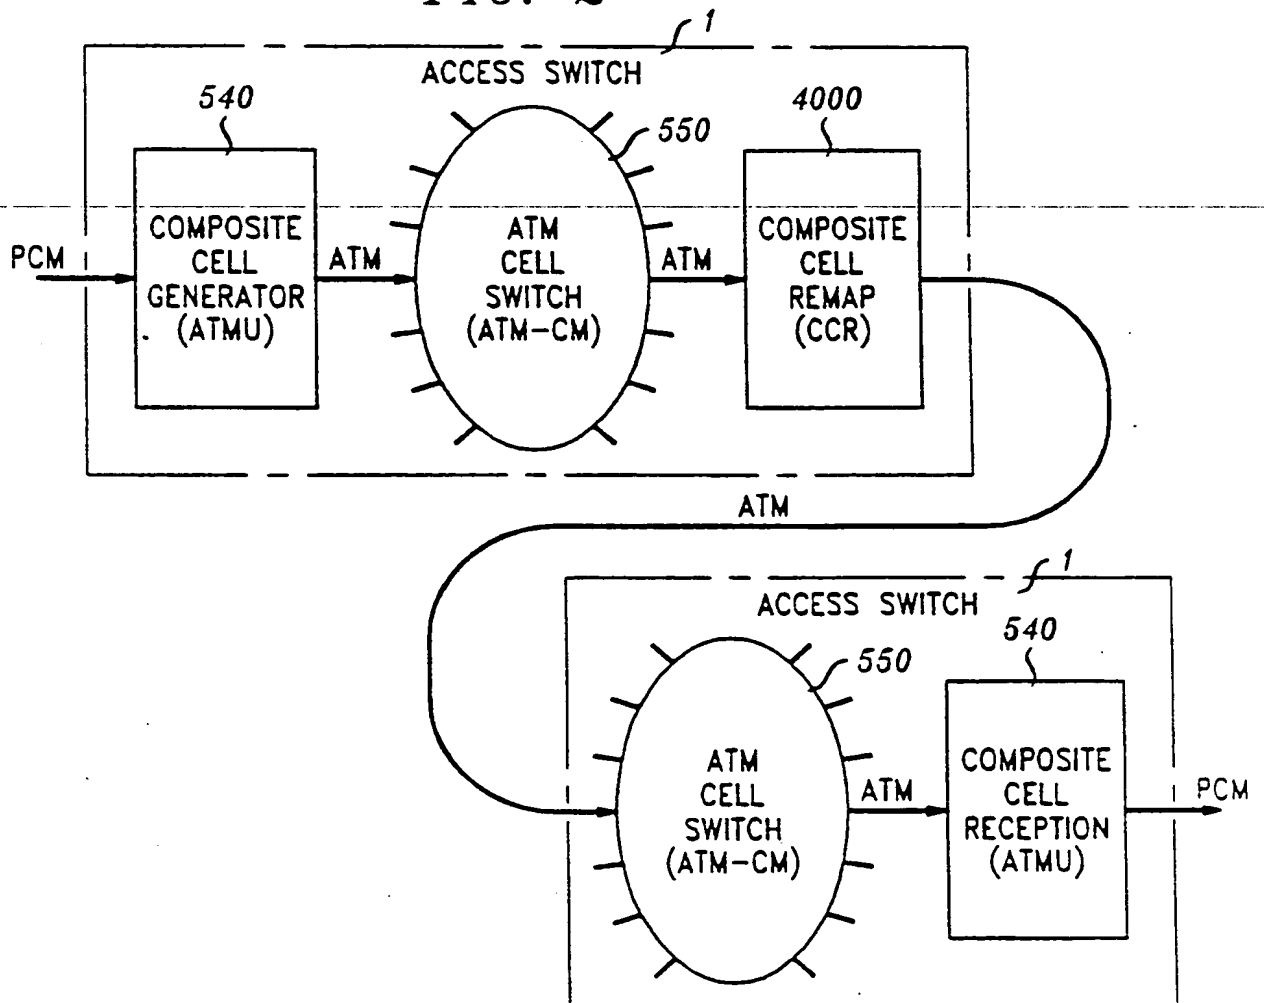 FIG. 2
1
ACCESS SWITCH
540
550
4000
PCM
COMPOSITE
CELL
GENERATOR
(ATMU)
ATM
ATM
CELL
SWITCH
(ATM-CM)
ATM
COMPOSITE
CELL
REMAP
(CCR)
ATM
1
ACCESS SWITCH
550
540
ATM
CELL
SWITCH
(ATM-CM)
ATM
COMPOSITE
CELL
RECEPTION
(ATMU)
PCM